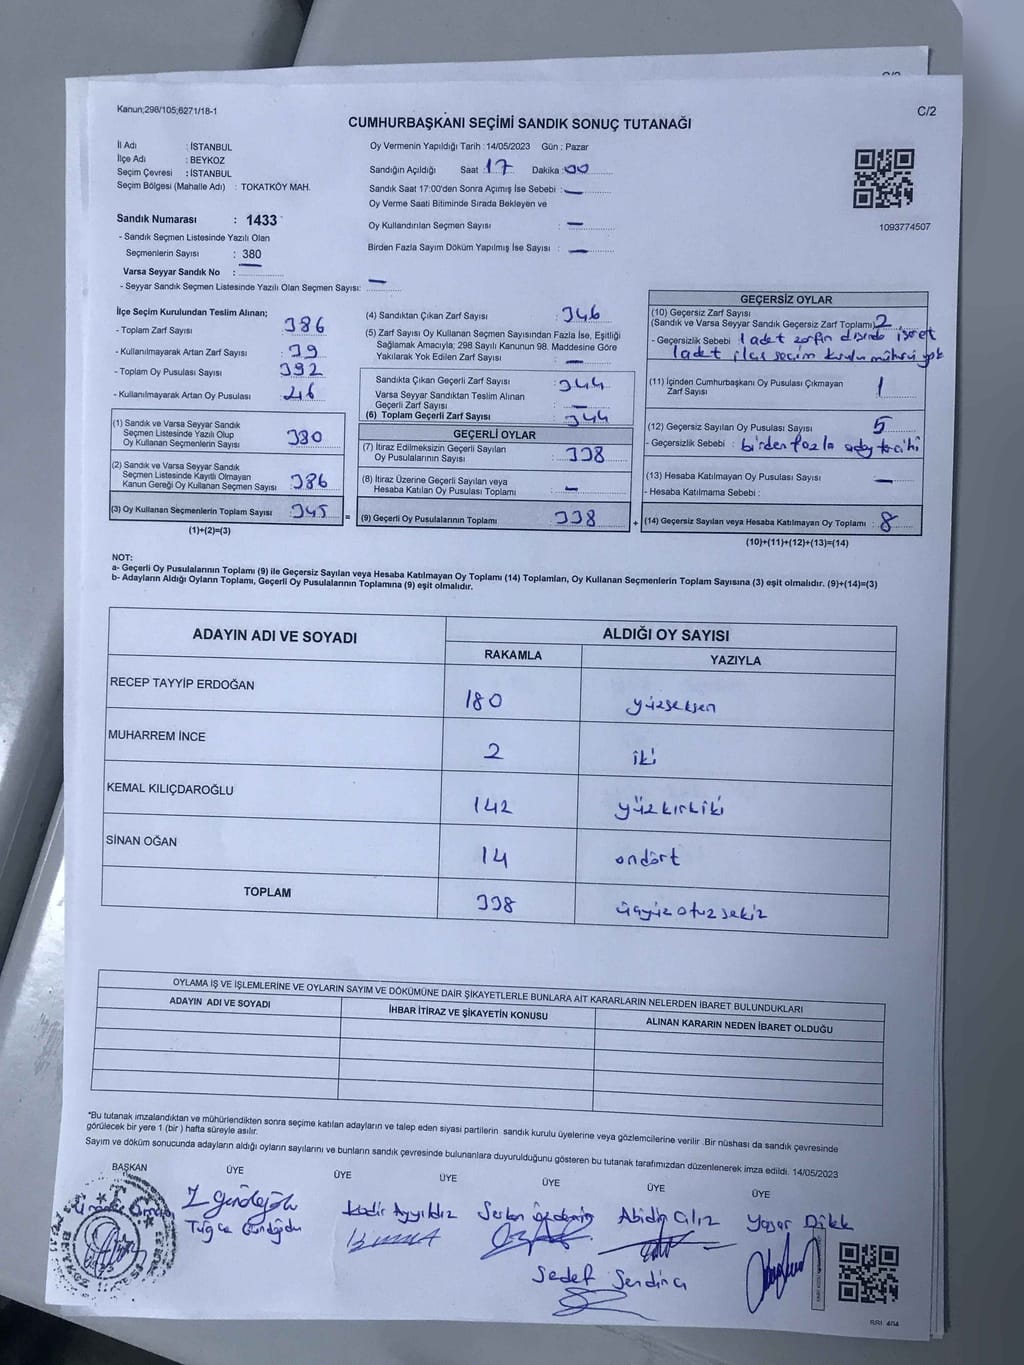 C/2
Kanun;298/105;6271/18-1
C/2
CUMHURBAŞKANI SEÇİMİ SANDIK SONUÇ TUTANAĞI
İl Adı : İSTANBUL
İlçe Adı : BEYKOZ
Seçim Çevresi : İSTANBUL
Seçim Bölgesi (Mahalle Adı) : TOKATKÖY MAH.
Sandık Numarası : 1433
- Sandık Seçmen Listesinde Yazılı Olan
Seçmenlerin Sayısı : 380
Varsa Seyyar Sandık No : —
- Seyyar Sandık Seçmen Listesinde Yazılı Olan Seçmen Sayısı: —
Oy Vermenin Yapıldığı Tarih : 14/05/2023 Gün : Pazar
Sandığın Açıldığı Saat : 17 Dakika : 00
Sandık Saat 17:00'den Sonra Açımış İse Sebebi : —
Oy Verme Saati Bitiminde Sırada Bekleyen ve
Oy Kullandırılan Seçmen Sayısı : —
Birden Fazla Sayım Döküm Yapılmış İse Sayısı : —
1093774507
İlçe Seçim Kurulundan Teslim Alınan;
- Toplam Zarf Sayısı : 386
- Kullanılmayarak Artan Zarf Sayısı : 39
- Toplam Oy Pusulası Sayısı : 392
- Kullanılmayarak Artan Oy Pusulası : 46
(1) Sandık ve Varsa Seyyar Sandık
Seçmen Listesinde Yazılı Olup
Oy Kullanan Seçmenlerin Sayısı : 380
(2) Sandık ve Varsa Seyyar Sandık
Seçmen Listesinde Kayıtlı Olmayan
Kanun Gereği Oy Kullanan Seçmen Sayısı : 386
(3) Oy Kullanan Seçmenlerin Toplam Sayısı : 345 =
(1)+(2)=(3)
(4) Sandıktan Çıkan Zarf Sayısı : 346
(5) Zarf Sayısı Oy Kullanan Seçmen Sayısından Fazla İse, Eşitliği
Sağlamak Amacıyla; 298 Sayılı Kanunun 98. Maddesine Göre
Yakılarak Yok Edilen Zarf Sayısı : —
Sandıkta Çıkan Geçerli Zarf Sayısı : 344
Varsa Seyyar Sandıktan Teslim Alınan
Geçerli Zarf Sayısı : —
(6) Toplam Geçerli Zarf Sayısı : 344
GEÇERLİ OYLAR
(7) İtiraz Edilmeksizin Geçerli Sayılan
Oy Pusulalarının Sayısı : 338
(8) İtiraz Üzerine Geçerli Sayılan veya
Hesaba Katılan Oy Pusulası Toplamı : —
(9) Geçerli Oy Pusulalarının Toplamı : 338 +
GEÇERSİZ OYLAR
(10) Geçersiz Zarf Sayısı
(Sandık ve Varsa Seyyar Sandık Geçersiz Zarf Toplamı) 2
- Geçersizlik Sebebi : 1 adet zarfın dışında işaret
1 adet ilçe seçim kurulu mührü yok
(11) İçinden Cumhurbaşkanı Oy Pusulası Çıkmayan
Zarf Sayısı : 1
(12) Geçersiz Sayılan Oy Pusulası Sayısı : 5
- Geçersizlik Sebebi : birden fazla aday tercihi
(13) Hesaba Katılmayan Oy Pusulası Sayısı : —
- Hesaba Katılmama Sebebi :
(14) Geçersiz Sayılan veya Hesaba Katılmayan Oy Toplamı : 8
(10)+(11)+(12)+(13)=(14)
NOT:
a- Geçerli Oy Pusulalarının Toplamı (9) ile Geçersiz Sayılan veya Hesaba Katılmayan Oy Toplamı (14) Toplamları, Oy Kullanan Seçmenlerin Toplam Sayısına (3) eşit olmalıdır. (9)+(14)=(3)
b- Adayların Aldığı Oyların Toplamı, Geçerli Oy Pusulalarının Toplamına (9) eşit olmalıdır.
ADAYIN ADI VE SOYADI ALDIĞI OY SAYISI
RAKAMLA YAZIYLA
RECEP TAYYİP ERDOĞAN 180 yüzseksen
MUHARREM İNCE 2 iki
KEMAL KILIÇDAROĞLU 142 yüzkırkiki
SİNAN OĞAN 14 ondört
TOPLAM 338 üçyüzotuzsekiz
OYLAMA İŞ VE İŞLEMLERİNE VE OYLARIN SAYIM VE DÖKÜMÜNE DAİR ŞİKAYETLERLE BUNLARA AİT KARARLARIN NELERDEN İBARET BULUNDUKLARI
ADAYIN ADI VE SOYADI İHBAR İTİRAZ VE ŞİKAYETİN KONUSU ALINAN KARARIN NEDEN İBARET OLDUĞU
*Bu tutanak imzalandıktan ve mühürlendikten sonra seçime katılan adayların ve talep eden siyasi partilerin sandık kurulu üyelerine veya gözlemcilerine verilir .Bir nüshası da sandık çevresinde
görülecek bir yere 1 (bir ) hafta süreyle asılır.
Sayım ve döküm sonucunda adayların aldığı oyların sayılarını ve bunların sandık çevresinde bulunanlara duyurulduğunu gösteren bu tutanak tarafımızdan düzenlenerek imza edildi. 14/05/2023
BAŞKAN ÜYE ÜYE ÜYE ÜYE ÜYE ÜYE
Tuğçe Gündoğdu Kadir Ayyıldız Serkan Özdemir Abidin Cılız Yaşar
Sedef